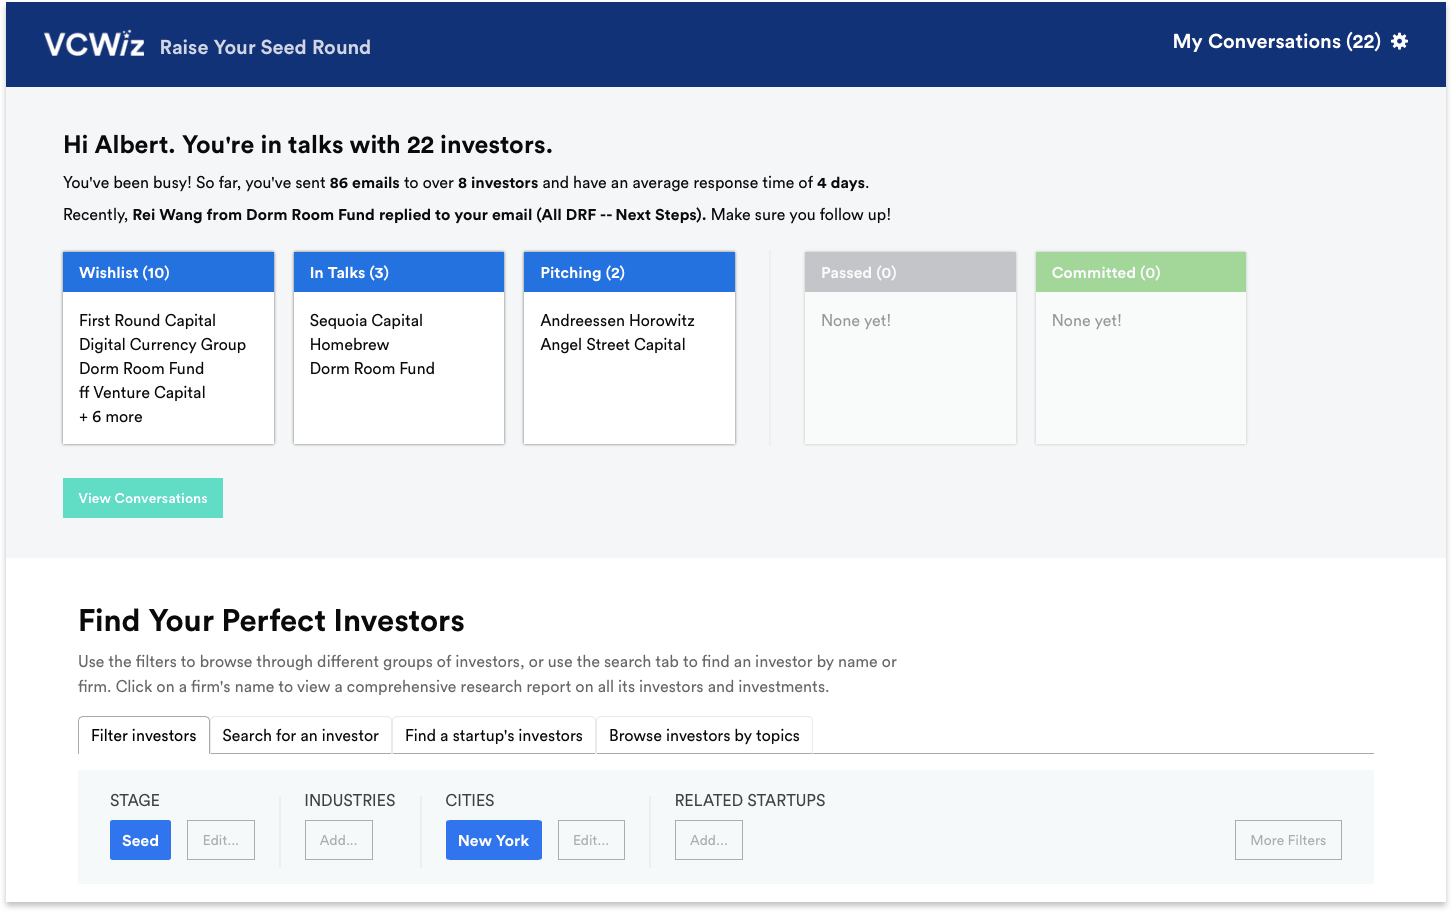 VCWiz Raise Your Seed Round
My Conversations (22)
Hi Albert. You're in talks with 22 investors.
You've been busy! So far, you've sent 86 emails to over 8 investors and have an average response time of 4 days.
Recently, Rei Wang from Dorm Room Fund replied to your email (All DRF -- Next Steps). Make sure you follow up!
Wishlist (10)
First Round Capital
Digital Currency Group
Dorm Room Fund
ff Venture Capital
+ 6 more
In Talks (3)
Sequoia Capital
Homebrew
Dorm Room Fund
Pitching (2)
Andreessen Horowitz
Angel Street Capital
Passed (0)
None yet!
Committed (0)
None yet!
View Conversations
Find Your Perfect Investors
Use the filters to browse through different groups of investors, or use the search tab to find an investor by name or
firm. Click on a firm's name to view a comprehensive research report on all its investors and investments.
Filter investors
Search for an investor
Find a startup's investors
Browse investors by topics
STAGE
Seed
Edit...
INDUSTRIES
Add...
CITIES
New York
Edit...
RELATED STARTUPS
Add...
More Filters